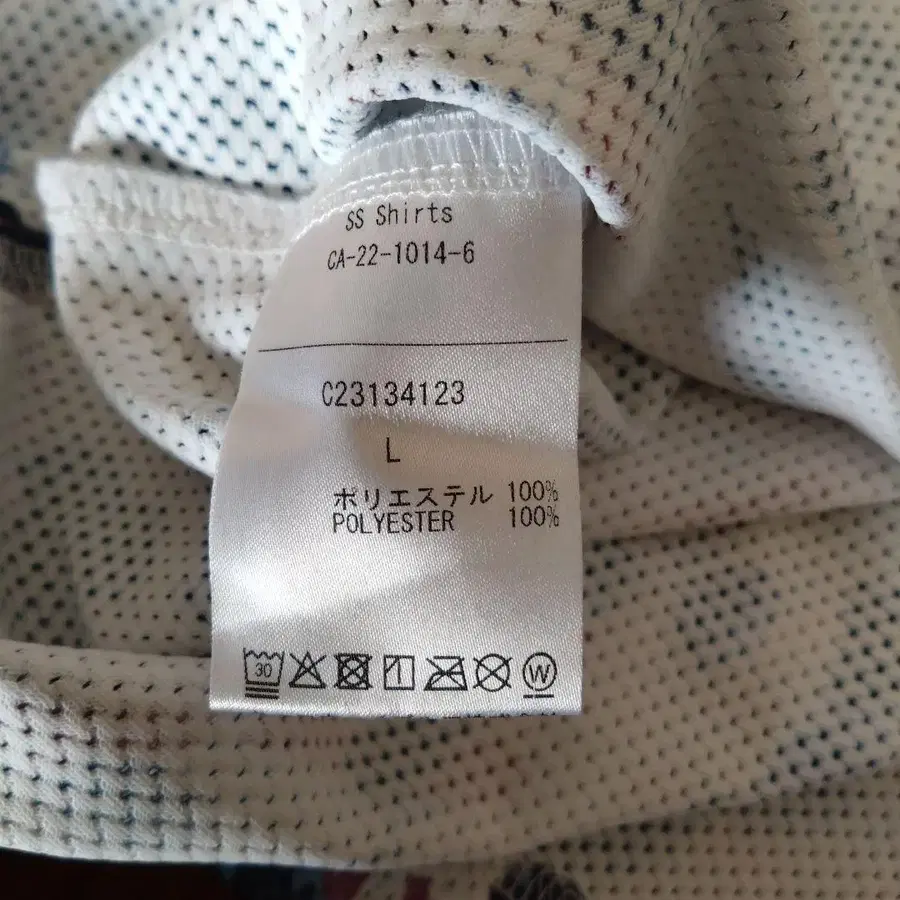 SS Shirts
CA-22-1014-6
C23134123
L
ポリエステル 100%
POLYESTER 100%
30
W